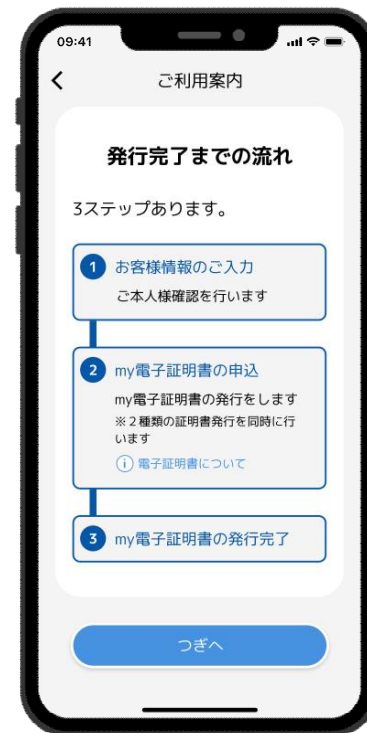 09:41
ご利用案内
発行完了までの流れ
3ステップあります。
1 お客様情報のご入力
ご本人様確認を行います
2 my電子証明書の申込
my電子証明書の発行をします
※2種類の証明書発行を同時に行
います
i 電子証明書について
3 my電子証明書の発行完了
つぎへ